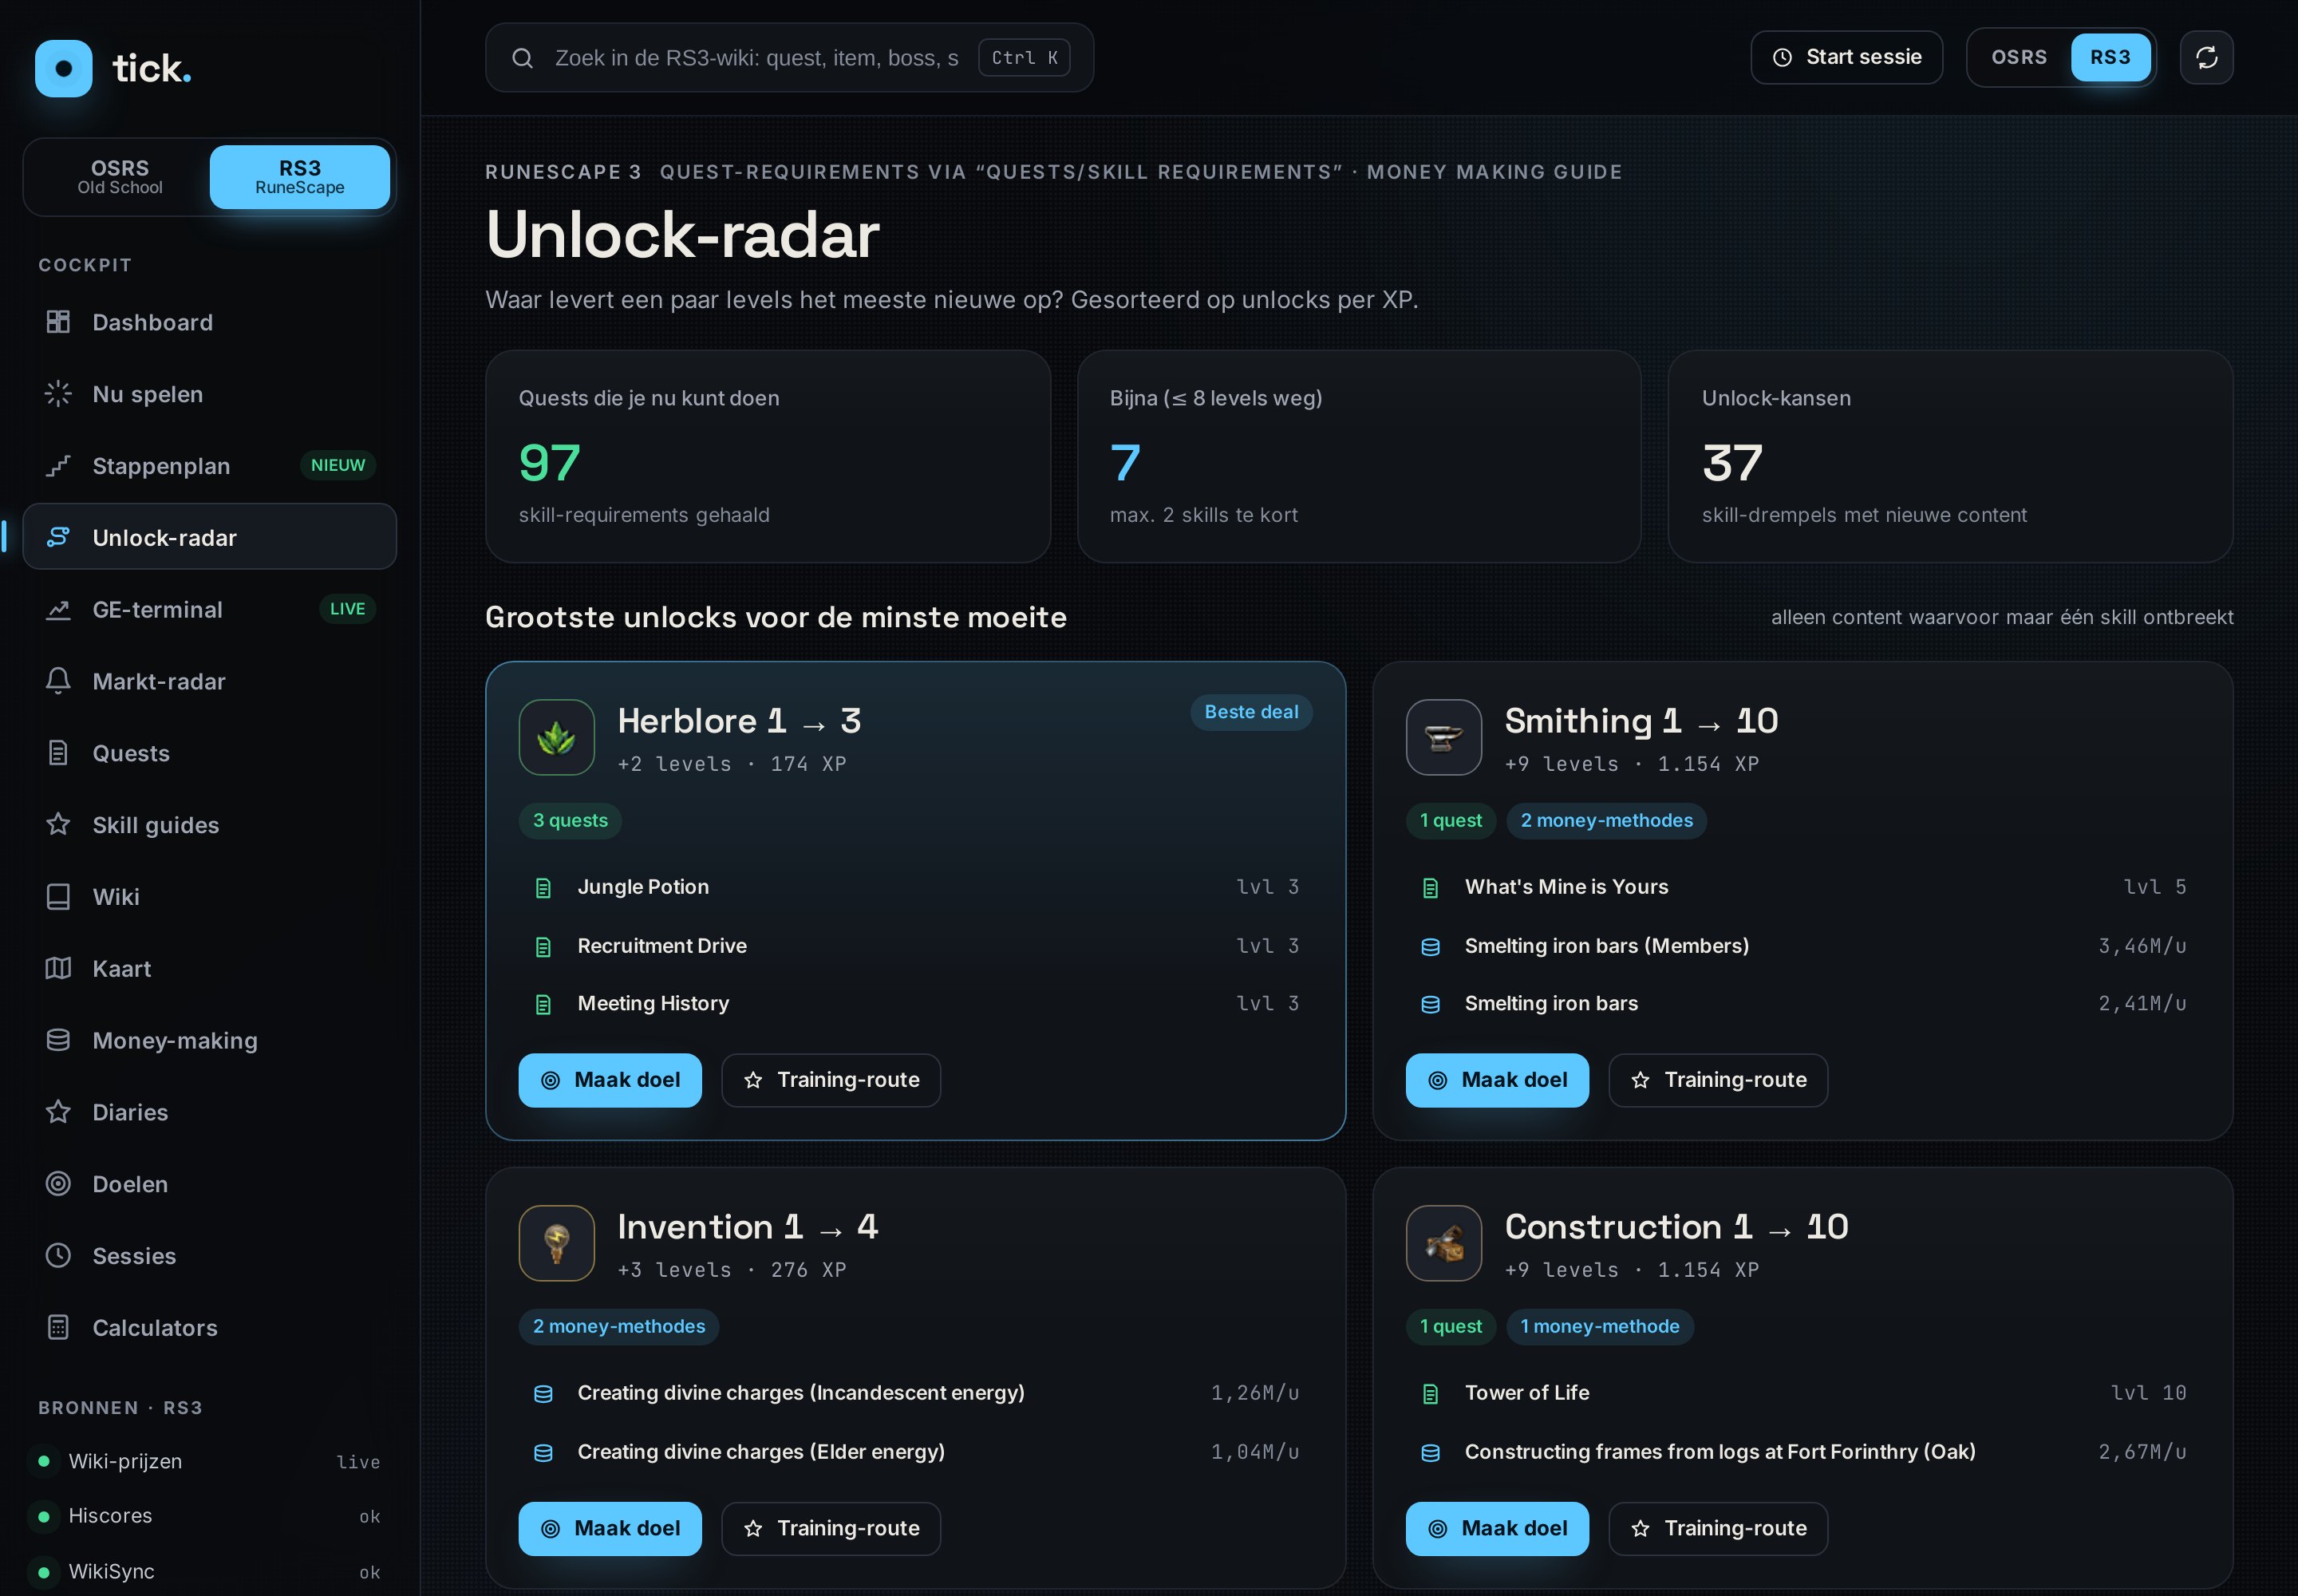 tick.
OSRS
Old School
RS3
RuneScape
COCKPIT
Dashboard
Nu spelen
Stappenplan NIEUW
Unlock-radar
GE-terminal LIVE
Markt-radar
Quests
Skill guides
Wiki
Kaart
Money-making
Diaries
Doelen
Sessies
Calculators
BRONNEN · RS3
Wiki-prijzen live
Hiscores ok
WikiSync ok
Zoek in de RS3-wiki: quest, item, boss, s Ctrl K
Start sessie
OSRS RS3
RUNESCAPE 3 QUEST-REQUIREMENTS VIA “QUESTS/SKILL REQUIREMENTS” · MONEY MAKING GUIDE
Unlock-radar
Waar levert een paar levels het meeste nieuwe op? Gesorteerd op unlocks per XP.
Quests die je nu kunt doen
97
skill-requirements gehaald
Bijna (≤ 8 levels weg)
7
max. 2 skills te kort
Unlock-kansen
37
skill-drempels met nieuwe content
Grootste unlocks voor de minste moeite
alleen content waarvoor maar één skill ontbreekt
Herblore 1 → 3
Beste deal
+2 levels · 174 XP
3 quests
Jungle Potion lvl 3
Recruitment Drive lvl 3
Meeting History lvl 3
Maak doel Training-route
Smithing 1 → 10
+9 levels · 1.154 XP
1 quest 2 money-methodes
What's Mine is Yours lvl 5
Smelting iron bars (Members) 3,46M/u
Smelting iron bars 2,41M/u
Maak doel Training-route
Invention 1 → 4
+3 levels · 276 XP
2 money-methodes
Creating divine charges (Incandescent energy) 1,26M/u
Creating divine charges (Elder energy) 1,04M/u
Maak doel Training-route
Construction 1 → 10
+9 levels · 1.154 XP
1 quest 1 money-methode
Tower of Life lvl 10
Constructing frames from logs at Fort Forinthry (Oak) 2,67M/u
Maak doel Training-route